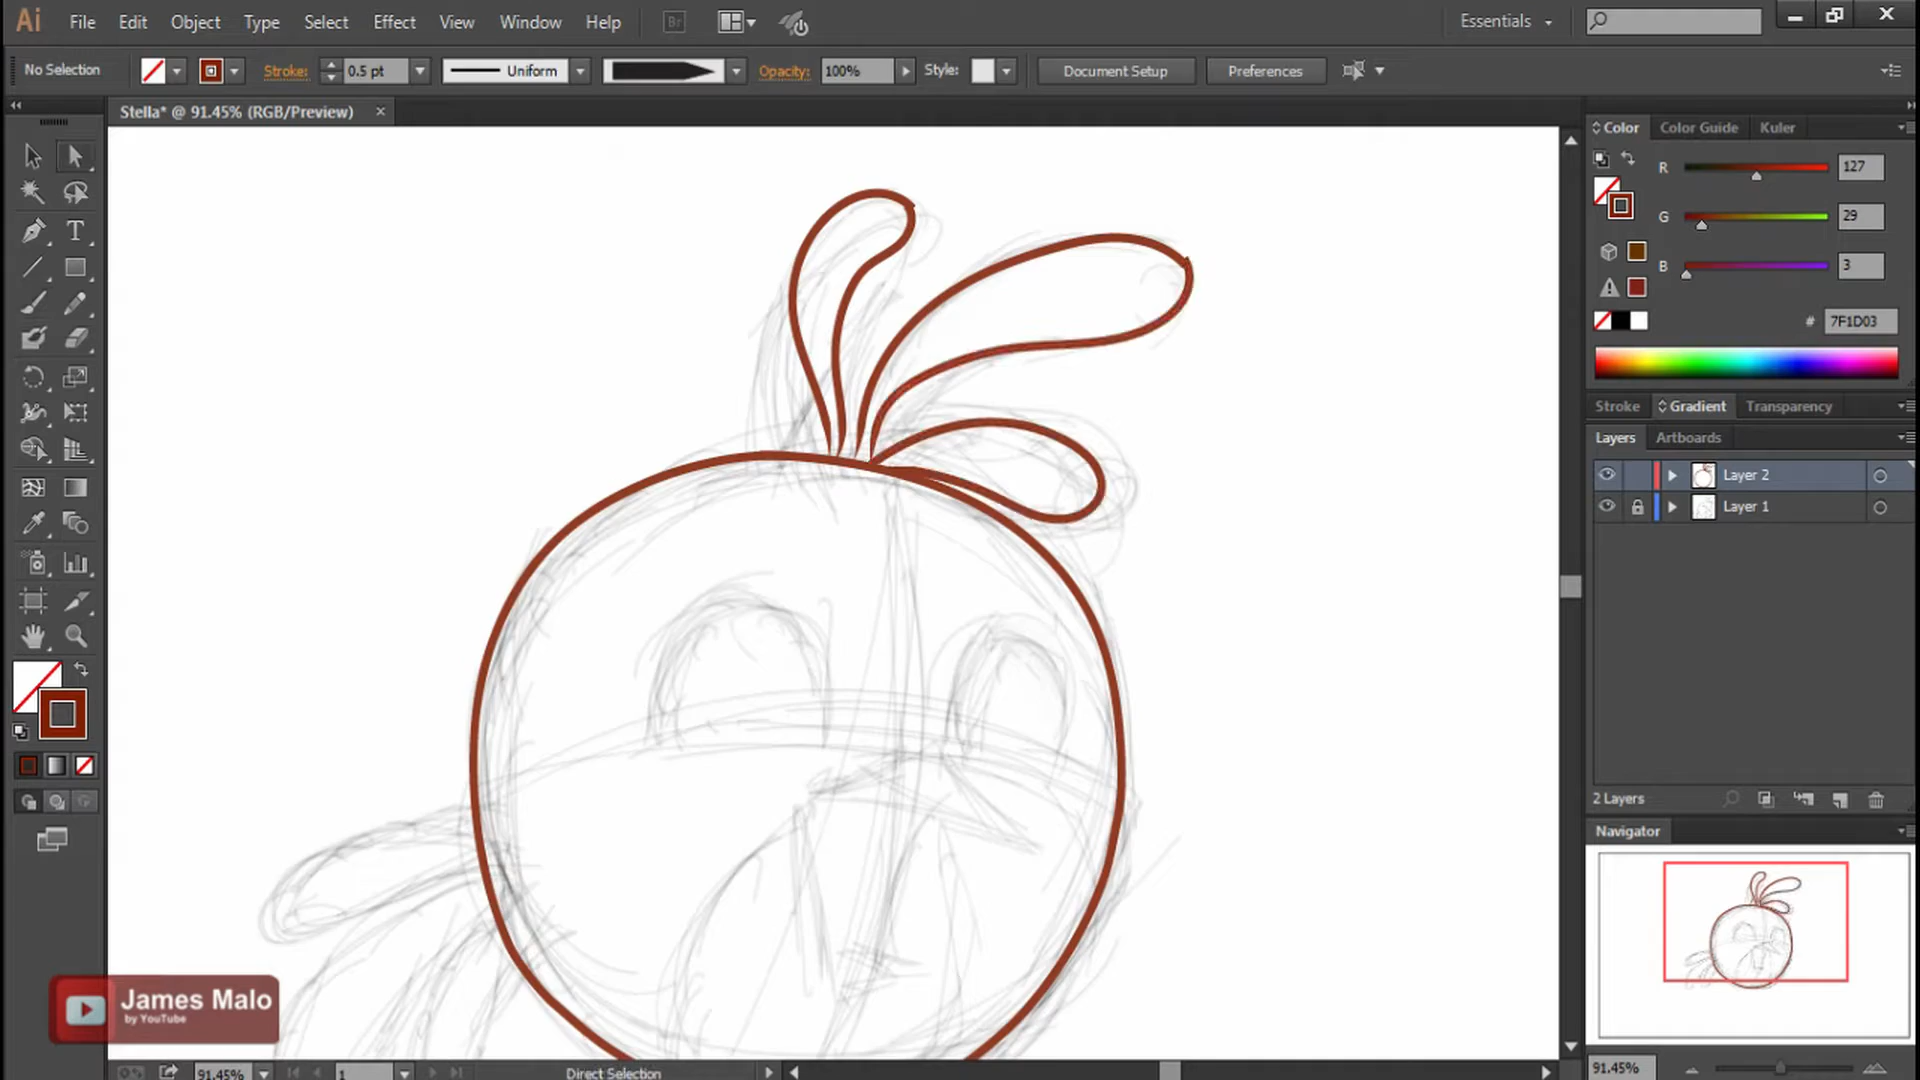 Ai File Edit Object Type Select Effect View Window Help Br Essentials
No Selection Stroke: 0.5 pt Uniform Opacity: 100% Style: Document Setup Preferences
Stella* @ 91.45% (RGB/Preview) ×
Color Color Guide Kuler
R 127
G 29
B 3
# 7F1D03
Stroke Gradient Transparency
Layers Artboards
Layer 2
Layer 1
2 Layers
Navigator
James Malo
by YouTube
91.45% 1 Direct Selection
91.45%